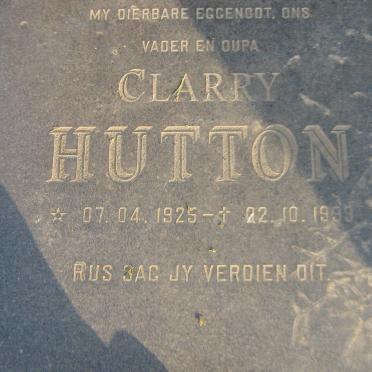 MY DIERBARE EGGENOOT, ONS
VADER EN OUPA
CLARRY
HUTTON
☆ 07.04.1925 – † 22.10.1999
RUS SAG JY VERDIEN DIT.